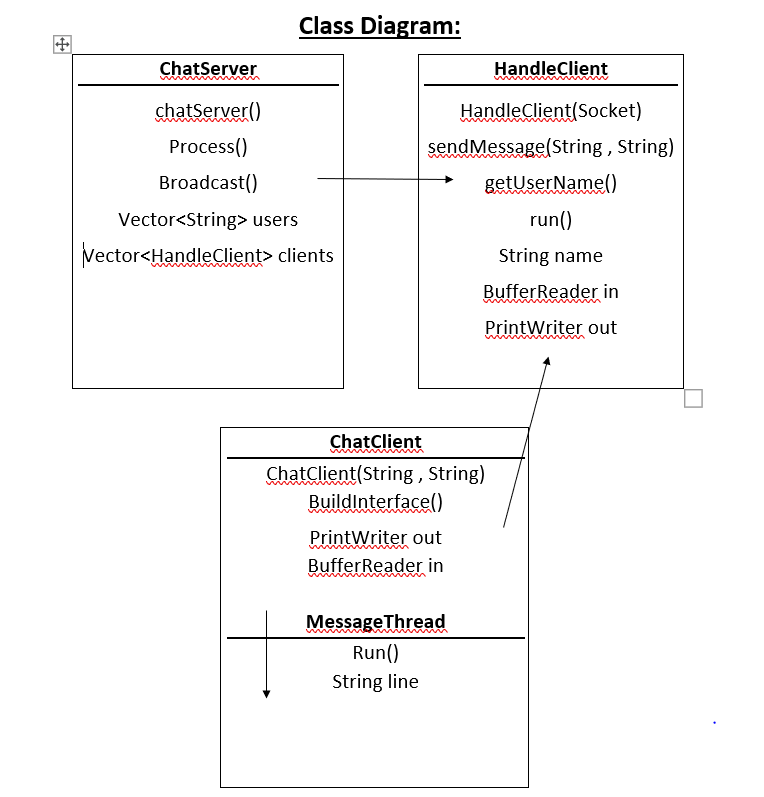 Class Diagram:
ChatServer
chatServer()
Process()
Broadcast()
Vector<String> users
Vector<HandleClient> clients
HandleClient
HandleClient(Socket)
sendMessage(String , String)
getUserName()
run()
String name
BufferReader in
PrintWriter out
ChatClient
ChatClient(String , String)
BuildInterface()
PrintWriter out
BufferReader in
MessageThread
Run()
String line